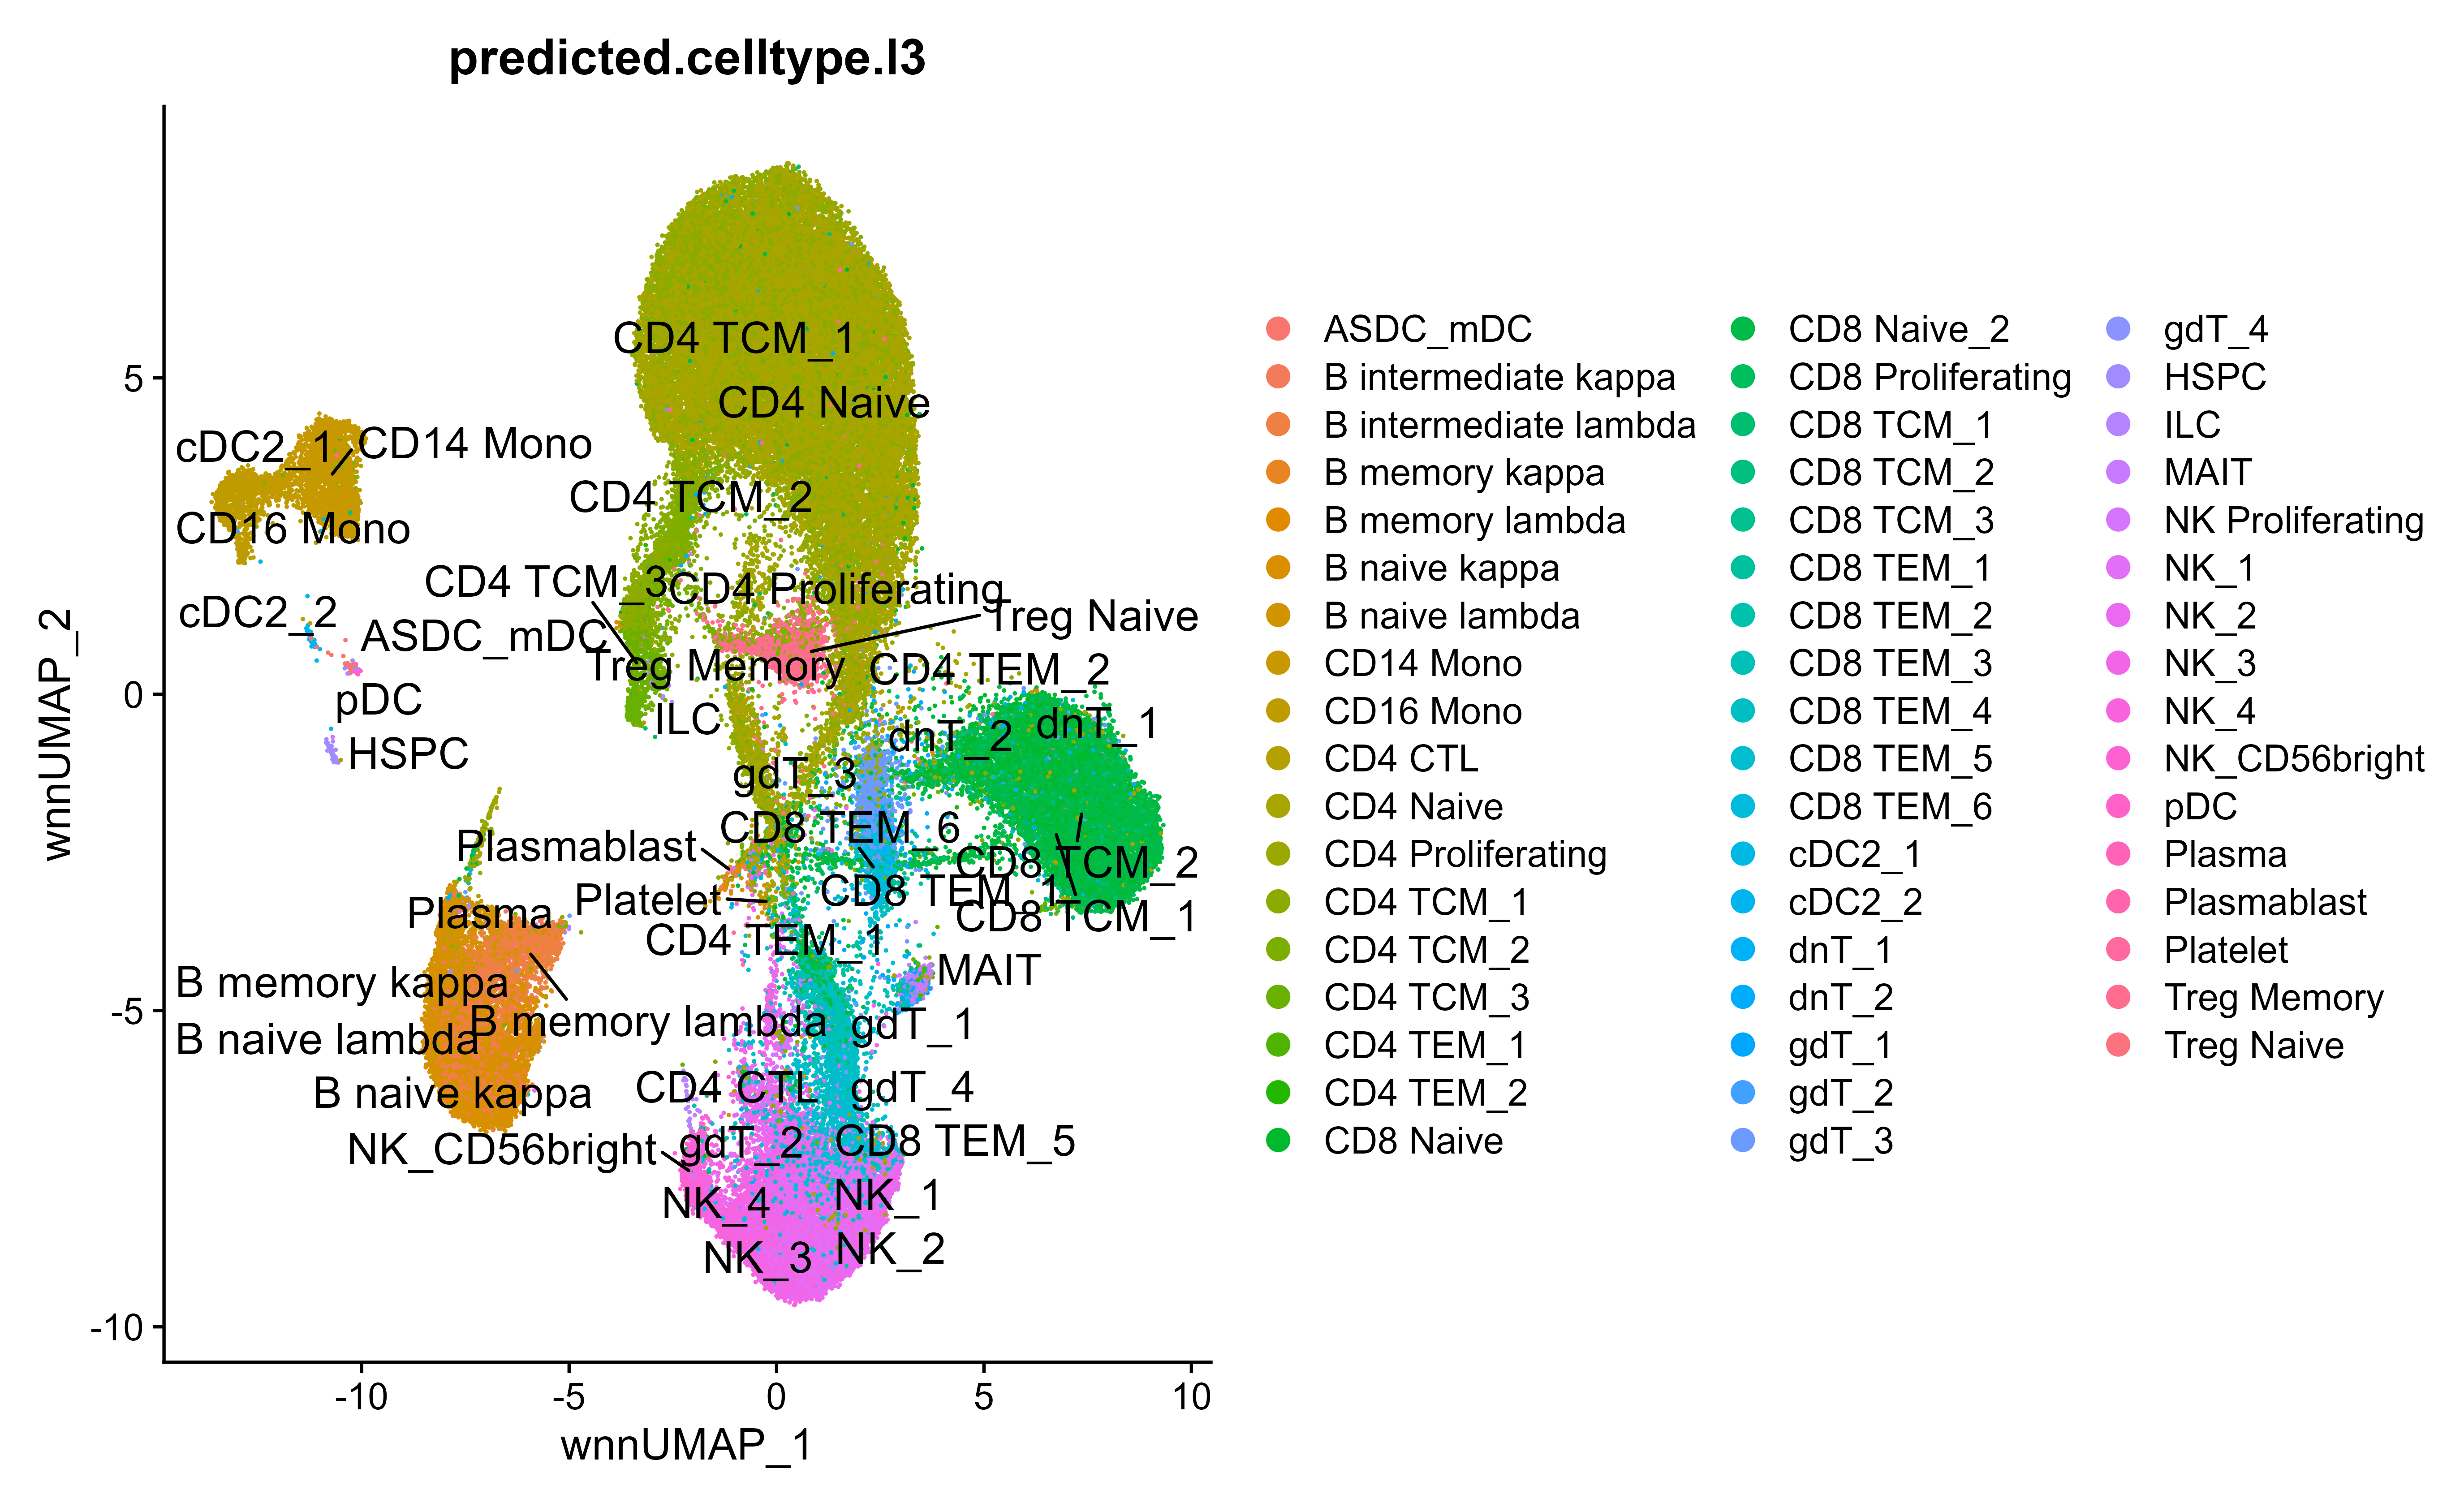 predicted.celltype.l3
wnnUMAP_2
5
0
-5
-10
CD4 TCM_1
CD4 Naive
cDC2_1
CD14 Mono
CD4 TCM_2
CD16 Mono
CD4 TCM_3
CD4 Proliferating
cDC2_2
Treg Naive
ASDC_mDC
Treg Memory
CD4 TEM_2
pDC
ILC
dnT_2
dnT_1
HSPC
gdT_3
CD8 TEM_6
Plasmablast
CD8 TCM_2
CD8 TEM_1
Platelet
Plasma
CD8 TCM_1
CD4 TEM_1
MAIT
B memory kappa
B memory lambda
gdT_1
B naive lambda
B naive kappa
CD4 CTL
gdT_4
NK_CD56bright
gdT_2
CD8 TEM_5
NK_4
NK_1
NK_3
NK_2
-10
-5
0
5
10
wnnUMAP_1
ASDC_mDC
B intermediate kappa
B intermediate lambda
B memory kappa
B memory lambda
B naive kappa
B naive lambda
CD14 Mono
CD16 Mono
CD4 CTL
CD4 Naive
CD4 Proliferating
CD4 TCM_1
CD4 TCM_2
CD4 TCM_3
CD4 TEM_1
CD4 TEM_2
CD8 Naive
CD8 Naive_2
CD8 Proliferating
CD8 TCM_1
CD8 TCM_2
CD8 TCM_3
CD8 TEM_1
CD8 TEM_2
CD8 TEM_3
CD8 TEM_4
CD8 TEM_5
CD8 TEM_6
cDC2_1
cDC2_2
dnT_1
dnT_2
gdT_1
gdT_2
gdT_3
gdT_4
HSPC
ILC
MAIT
NK Proliferating
NK_1
NK_2
NK_3
NK_4
NK_CD56bright
pDC
Plasma
Plasmablast
Platelet
Treg Memory
Treg Naive